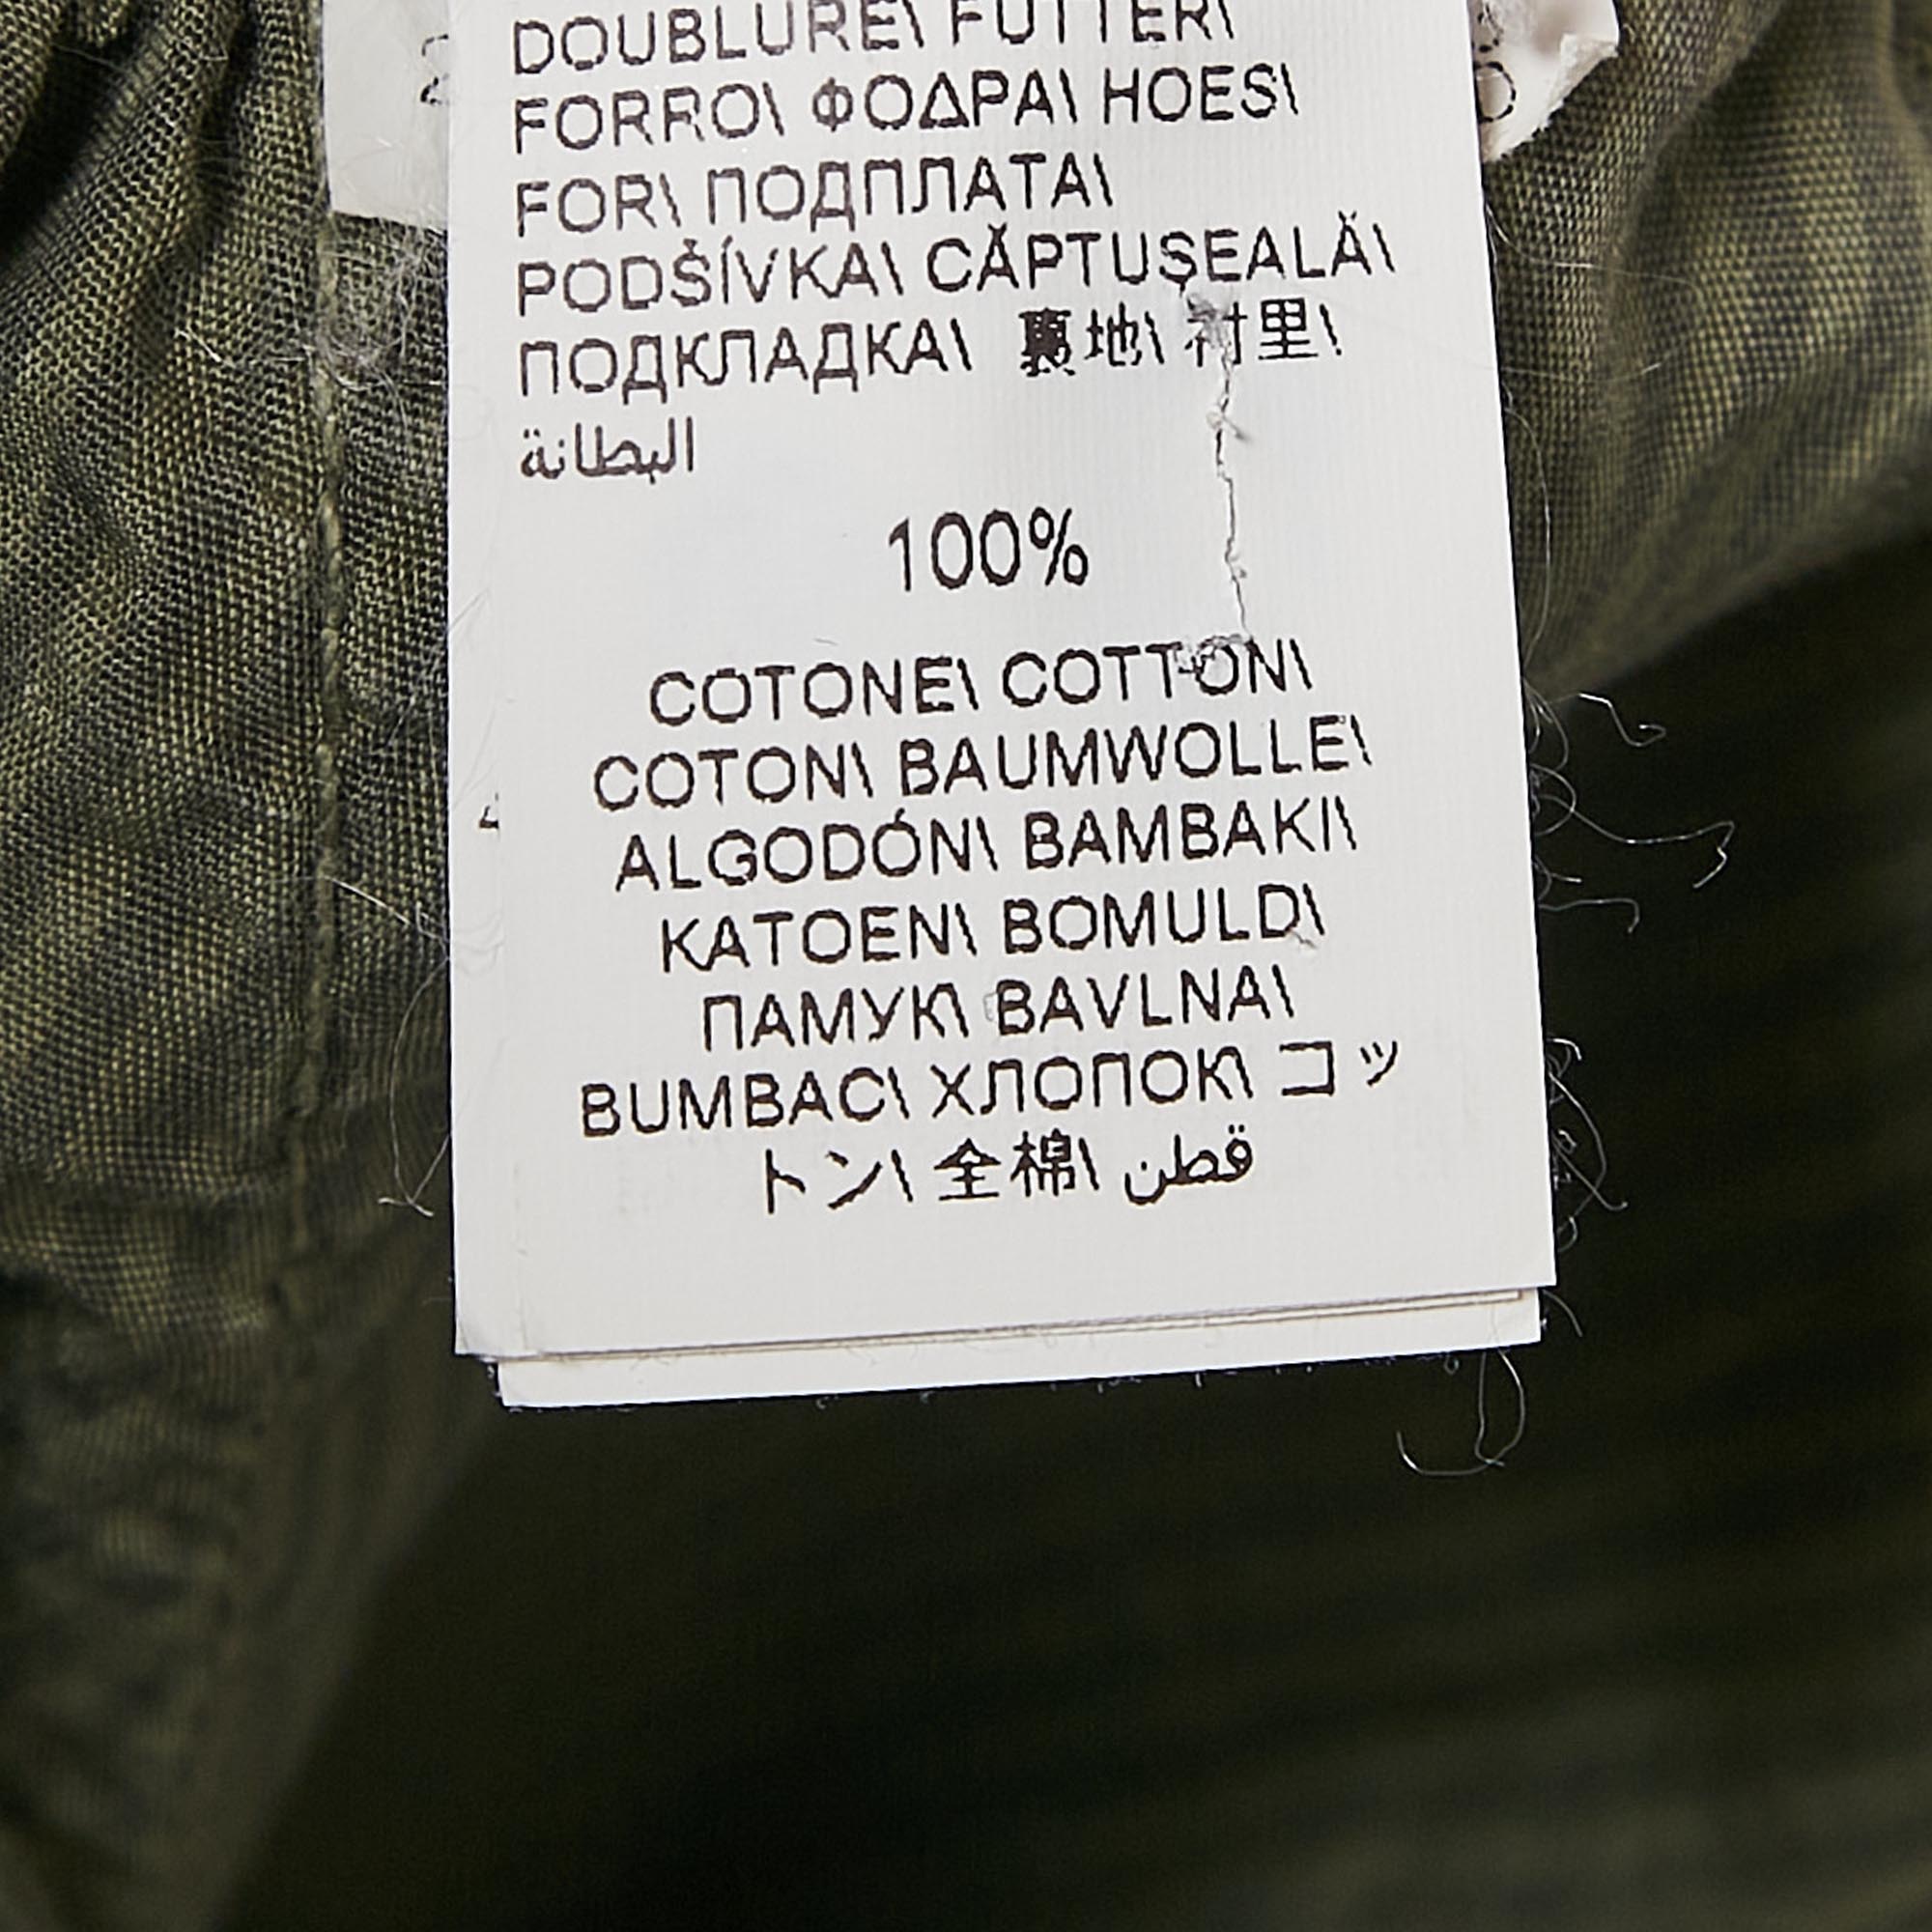 DOUBLURE\ FUTTER\
FORRO\ ΦΟΔΡΑ\ HOES\
FOR\ ПОДПЛАТА\
PODŠÍVKA\ CĂPTUŞEALĂ\
ПОДКЛАДКА\ 裏地\ 衬里\
البطانة
100%
COTONE\ COTTON\
COTON\ BAUMWOLLE\
ALGODÓN\ BAMBAKI\
KATOEN\ BOMULD\
ПАМУК\ BAVLNA\
BUMBAC\ ХЛОПОК\ コッ
トン\ 全棉\ قطن